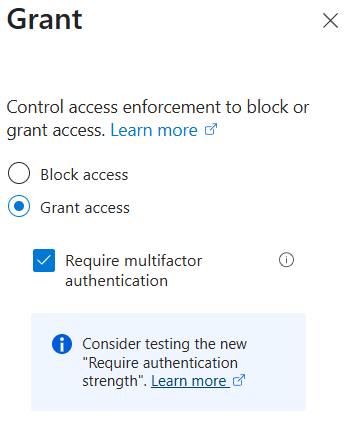 Grant
Control access enforcement to block or
grant access. Learn more
Block access
Grant access
Require multifactor
authentication
Consider testing the new
"Require authentication
strength". Learn more